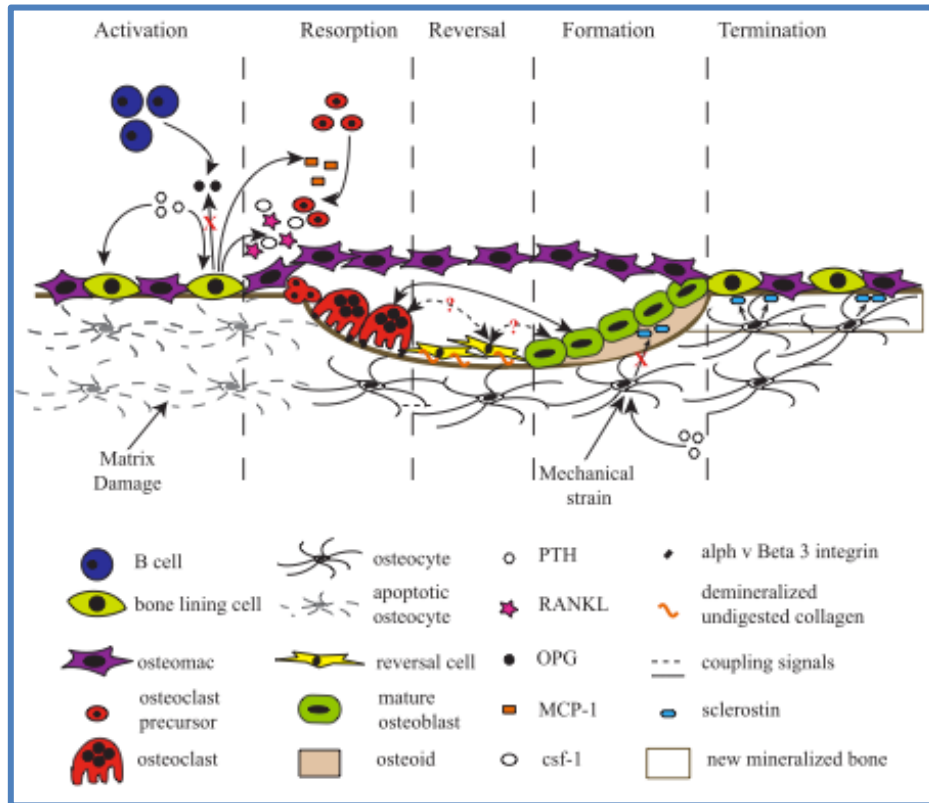 Activation
Resorption
Reversal
Formation
Termination
X
?
?
X
Matrix
Damage
Mechanical
strain
B cell
osteocyte
PTH
alph v Beta 3 integrin
bone lining cell
apoptotic
osteocyte
RANKL
demineralized
undigested collagen
osteomac
reversal cell
OPG
coupling signals
osteoclast
precursor
mature
osteoblast
MCP-1
sclerostin
osteoclast
osteoid
csf-1
new mineralized bone